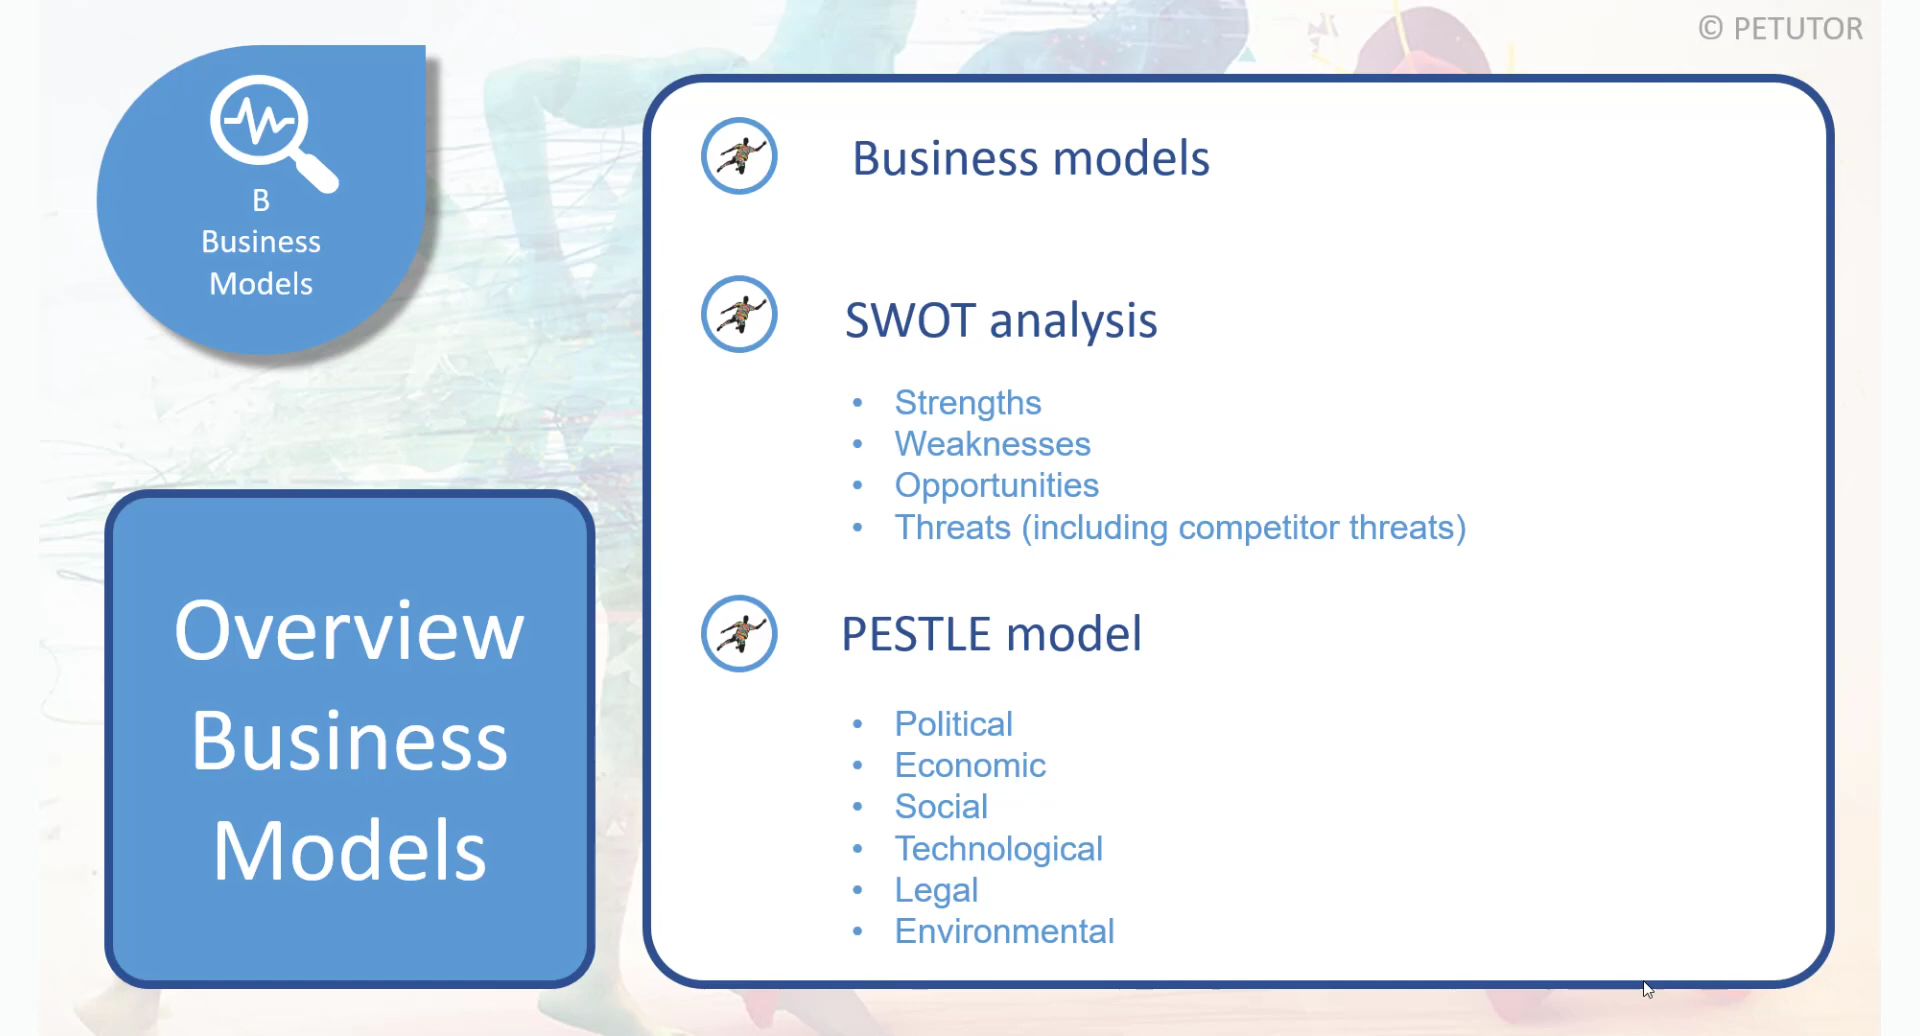 © PETUTOR
B
Business
Models
Overview
Business
Models
Business models
SWOT analysis
• Strengths
• Weaknesses
• Opportunities
• Threats (including competitor threats)
PESTLE model
• Political
• Economic
• Social
• Technological
• Legal
• Environmental